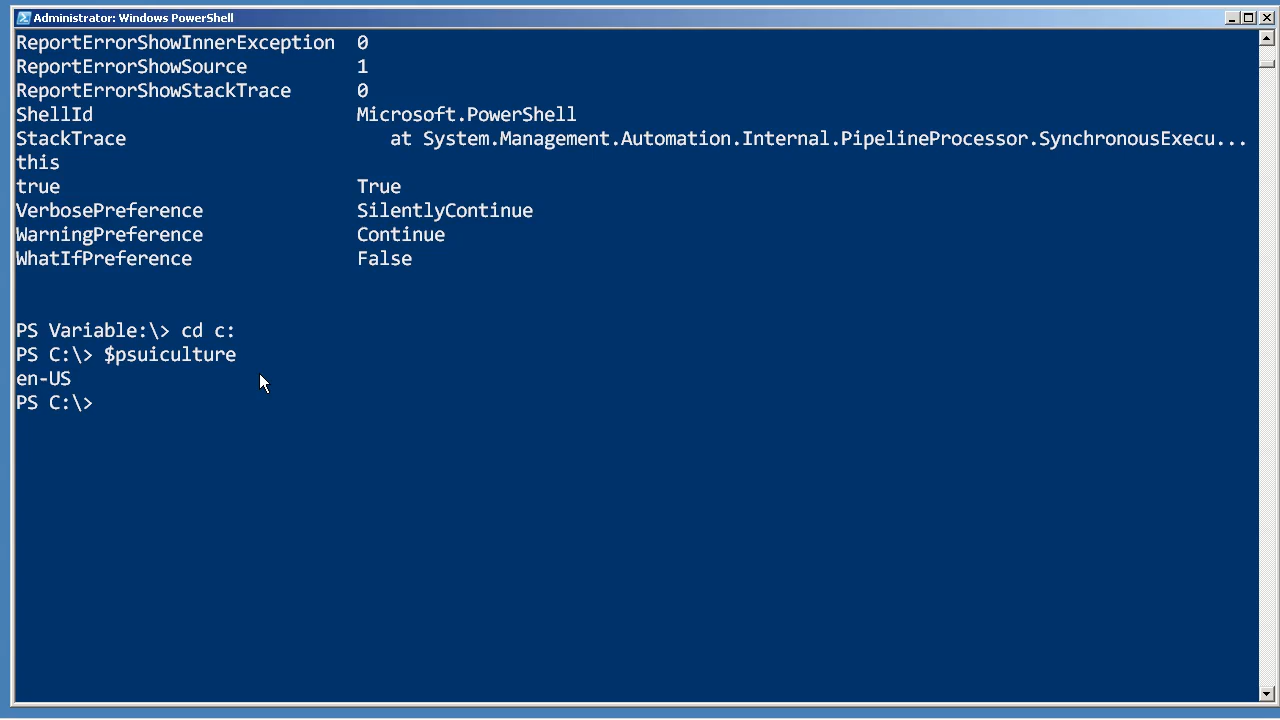 Administrator: Windows PowerShell
ReportErrorShowInnerException 0
ReportErrorShowSource 1
ReportErrorShowStackTrace 0
ShellId Microsoft.PowerShell
StackTrace at System.Management.Automation.Internal.PipelineProcessor.SynchronousExecu...
this
true True
VerbosePreference SilentlyContinue
WarningPreference Continue
WhatIfPreference False
PS Variable:\> cd c:
PS C:\> $psuiculture
en-US
PS C:\>